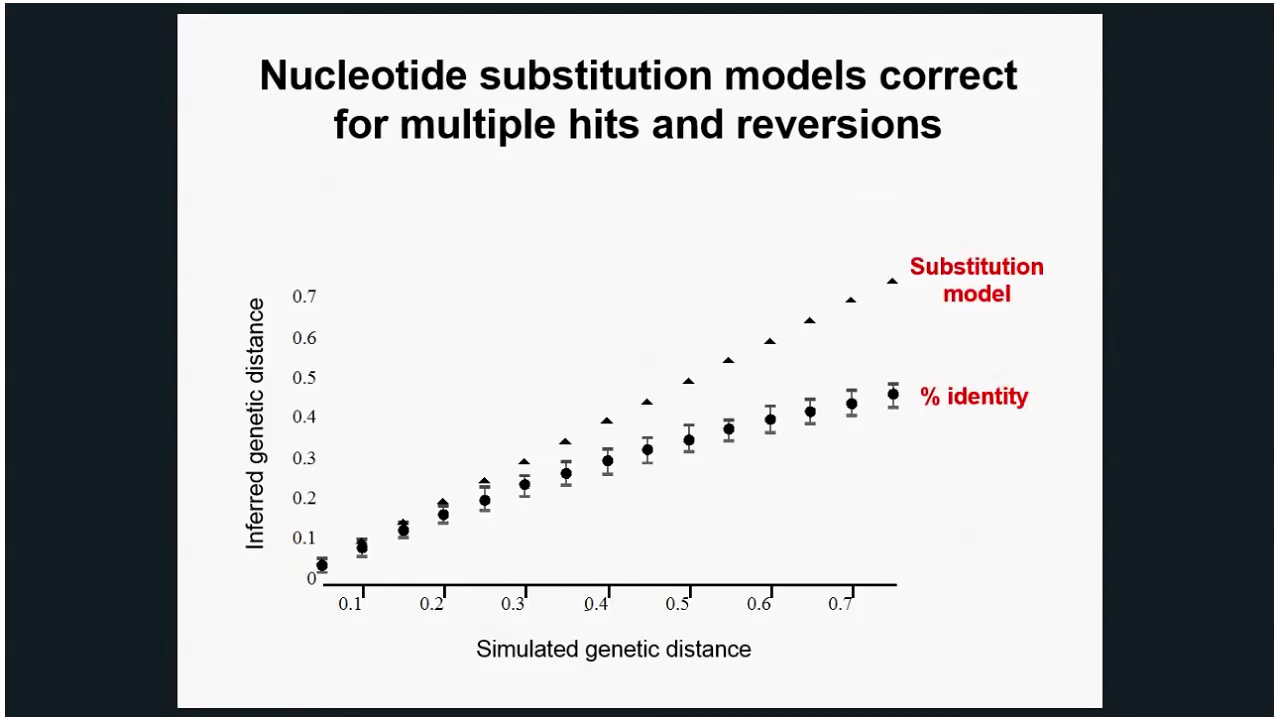 Nucleotide substitution models correct
for multiple hits and reversions
Substitution
model
% identity
Inferred genetic distance
0.7
0.6
0.5
0.4
0.3
0.2
0.1
0
0.1
0.2
0.3
0.4
0.5
0.6
0.7
Simulated genetic distance